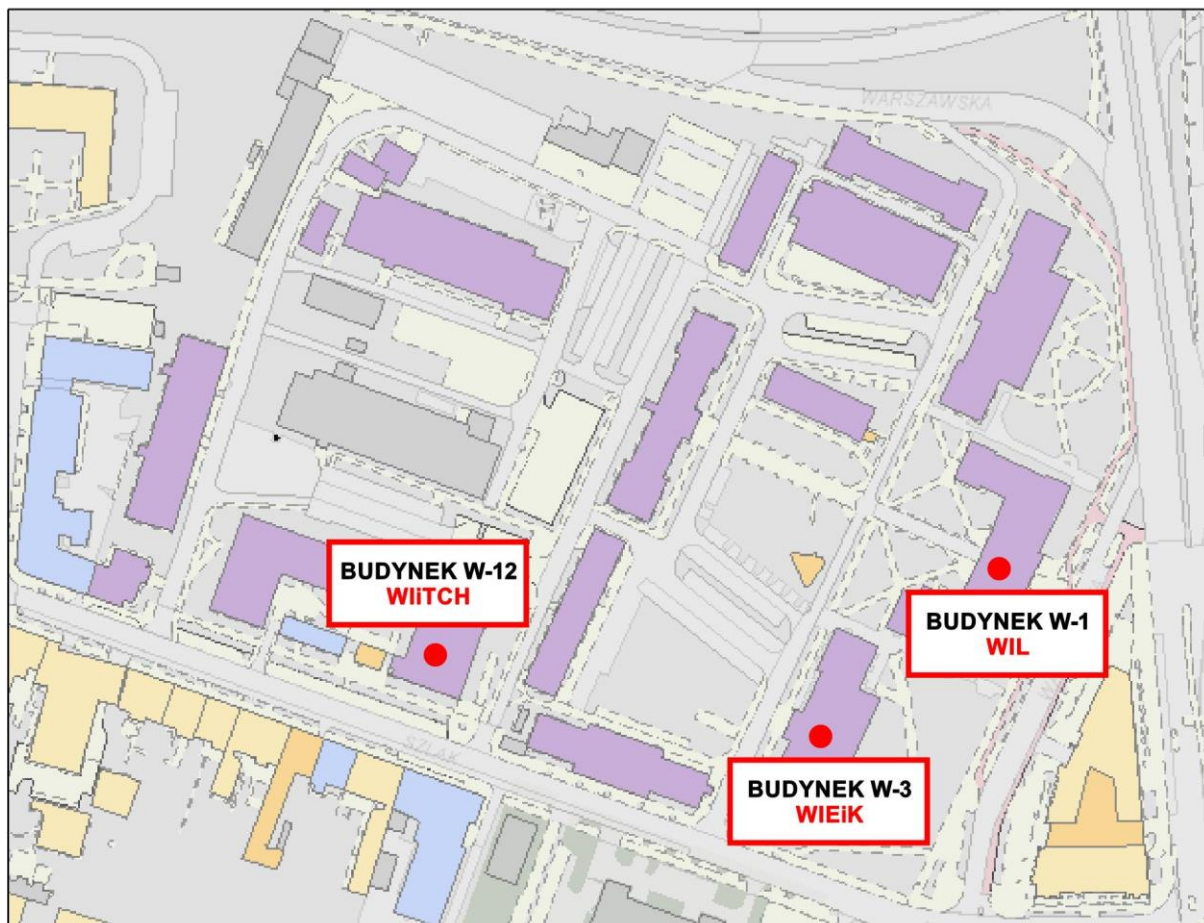 WARSZAWSKA
BUDYNEK W-12
WIiTCH
BUDYNEK W-1
WIL
SZLAK
BUDYNEK W-3
WIEiK